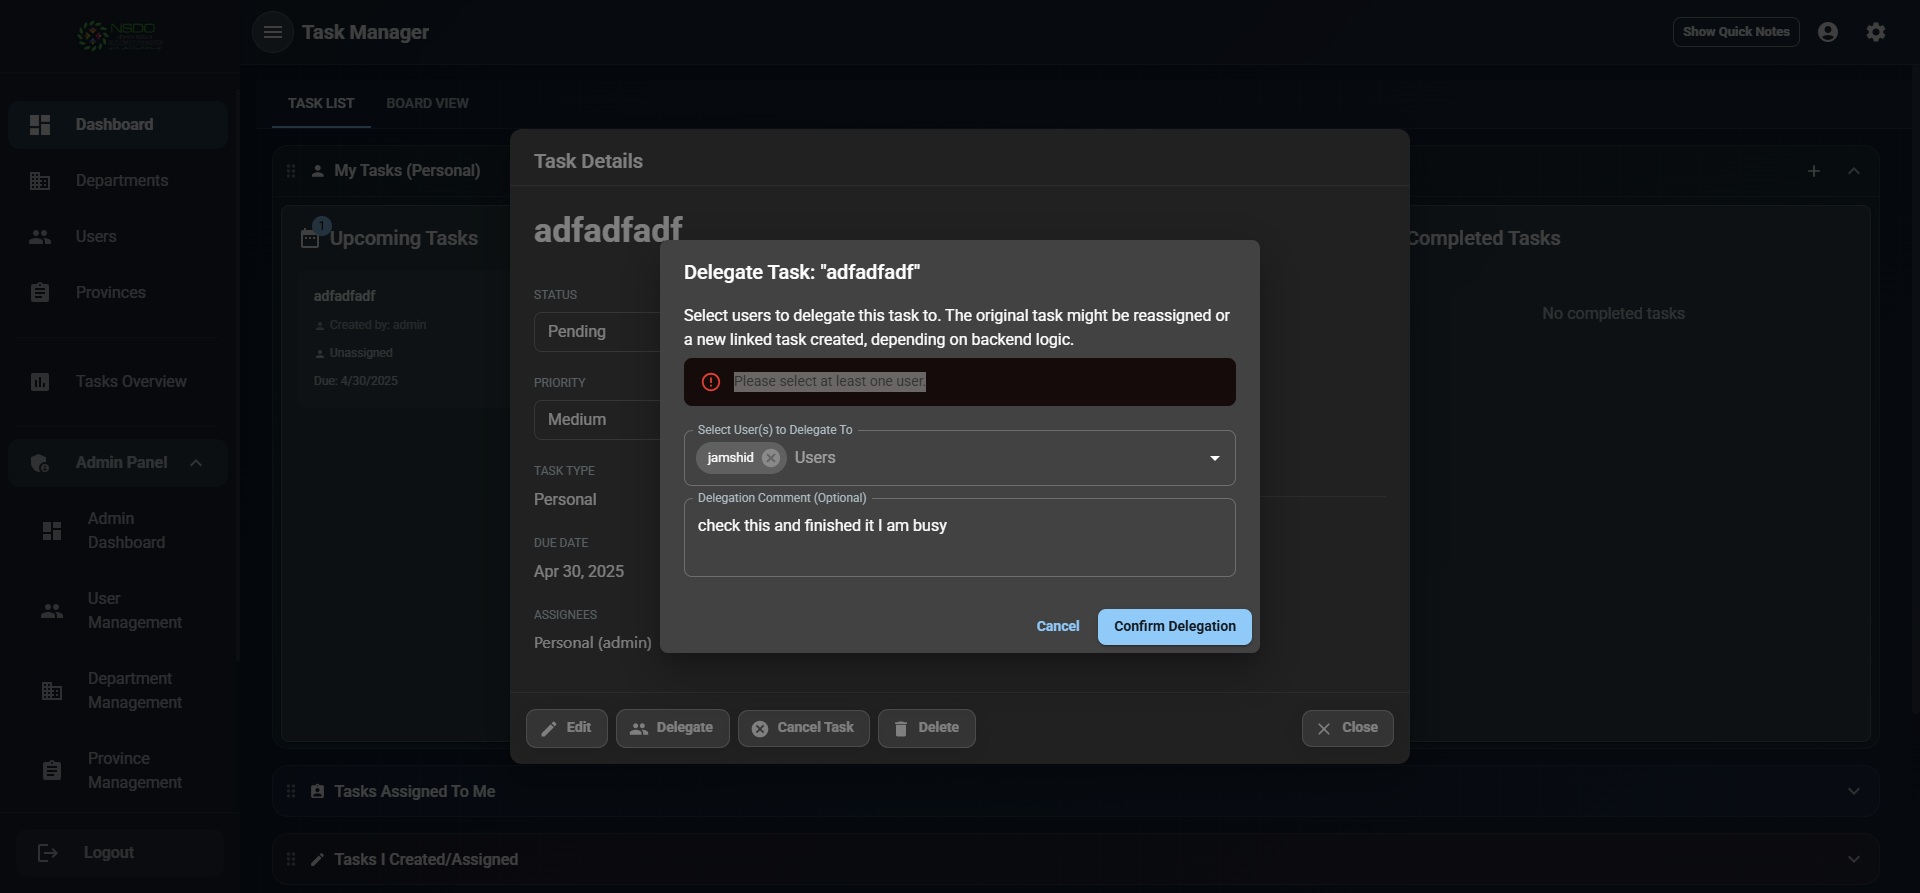 NSDO
Task Manager
Show Quick Notes
Dashboard
Departments
Users
Provinces
Tasks Overview
Admin Panel
Admin
Dashboard
User
Management
Department
Management
Province
Management
Logout
TASK LIST
BOARD VIEW
My Tasks (Personal)
1
Upcoming Tasks
adfadfadf
Created by: admin
Unassigned
Due: 4/30/2025
Completed Tasks
No completed tasks
Task Details
adfadfadf
STATUS
Pending
PRIORITY
Medium
TASK TYPE
Personal
DUE DATE
Apr 30, 2025
ASSIGNEES
Personal (admin)
Delegate Task: "adfadfadf"
Select users to delegate this task to. The original task might be reassigned or
a new linked task created, depending on backend logic.
Please select at least one user.
Select User(s) to Delegate To
jamshid
Users
Delegation Comment (Optional)
check this and finished it I am busy
Cancel
Confirm Delegation
Edit
Delegate
Cancel Task
Delete
Close
Tasks Assigned To Me
Tasks I Created/Assigned